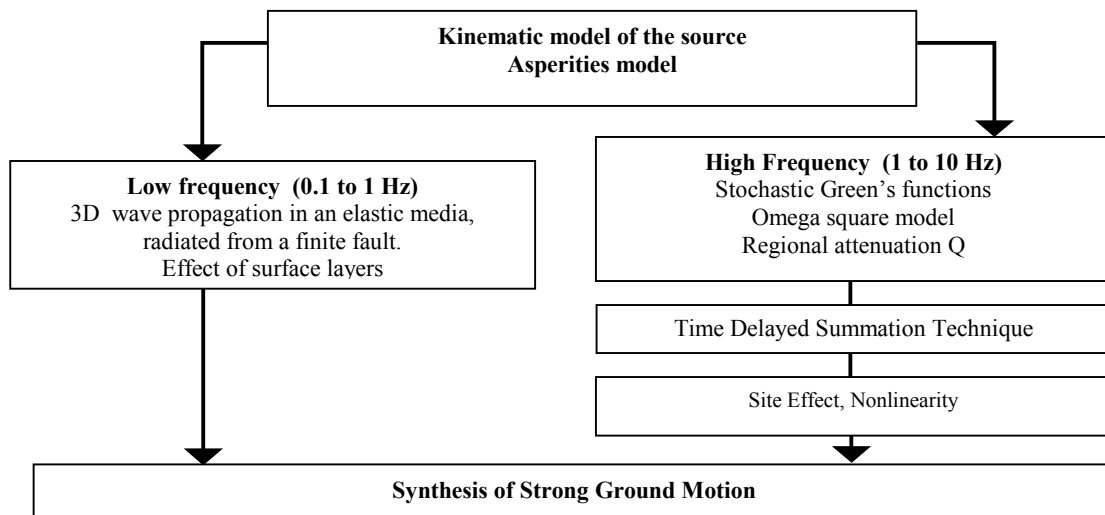 Kinematic model of the source
Asperities model
Low frequency (0.1 to 1 Hz)
3D wave propagation in an elastic media,
radiated from a finite fault.
Effect of surface layers
High Frequency (1 to 10 Hz)
Stochastic Green’s functions
Omega square model
Regional attenuation Q
Time Delayed Summation Technique
Site Effect, Nonlinearity
Synthesis of Strong Ground Motion